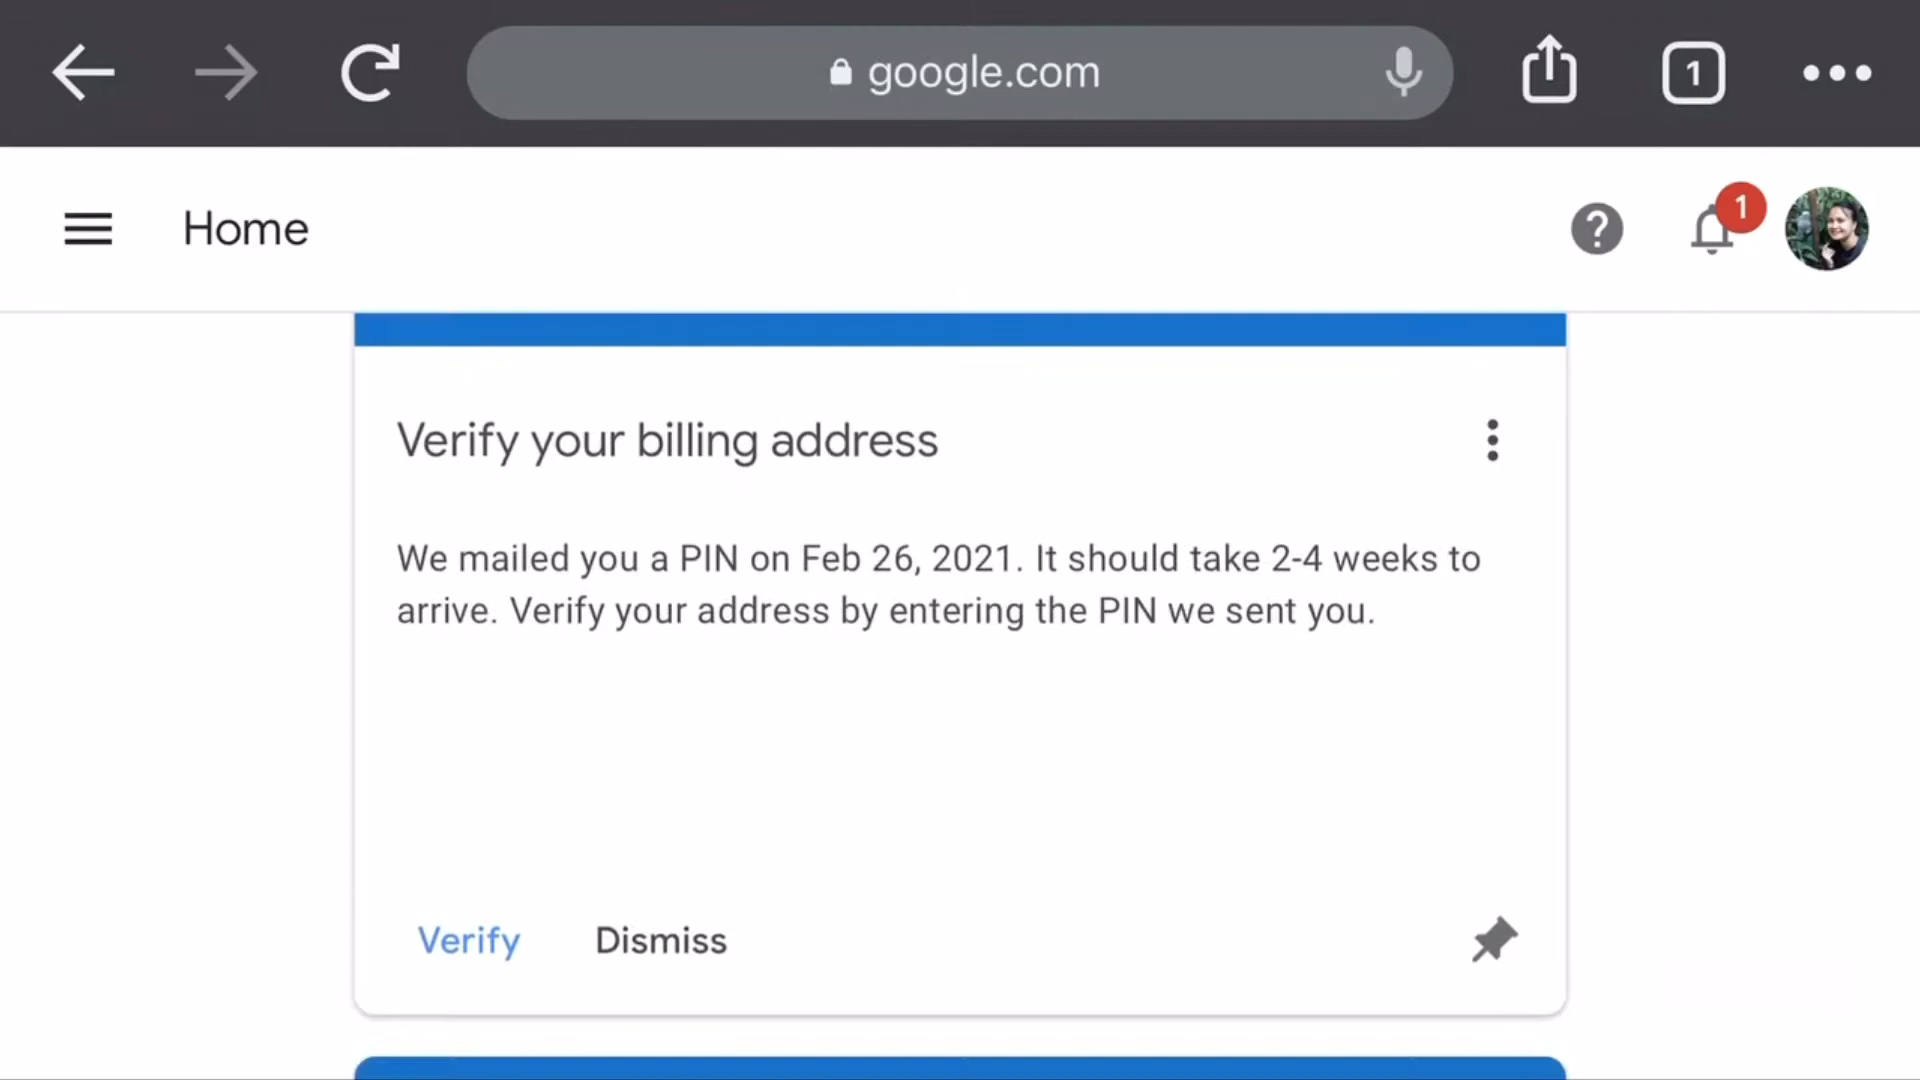 google.com
1
Home
?
1
Verify your billing address
We mailed you a PIN on Feb 26, 2021. It should take 2-4 weeks to
arrive. Verify your address by entering the PIN we sent you.
Verify
Dismiss